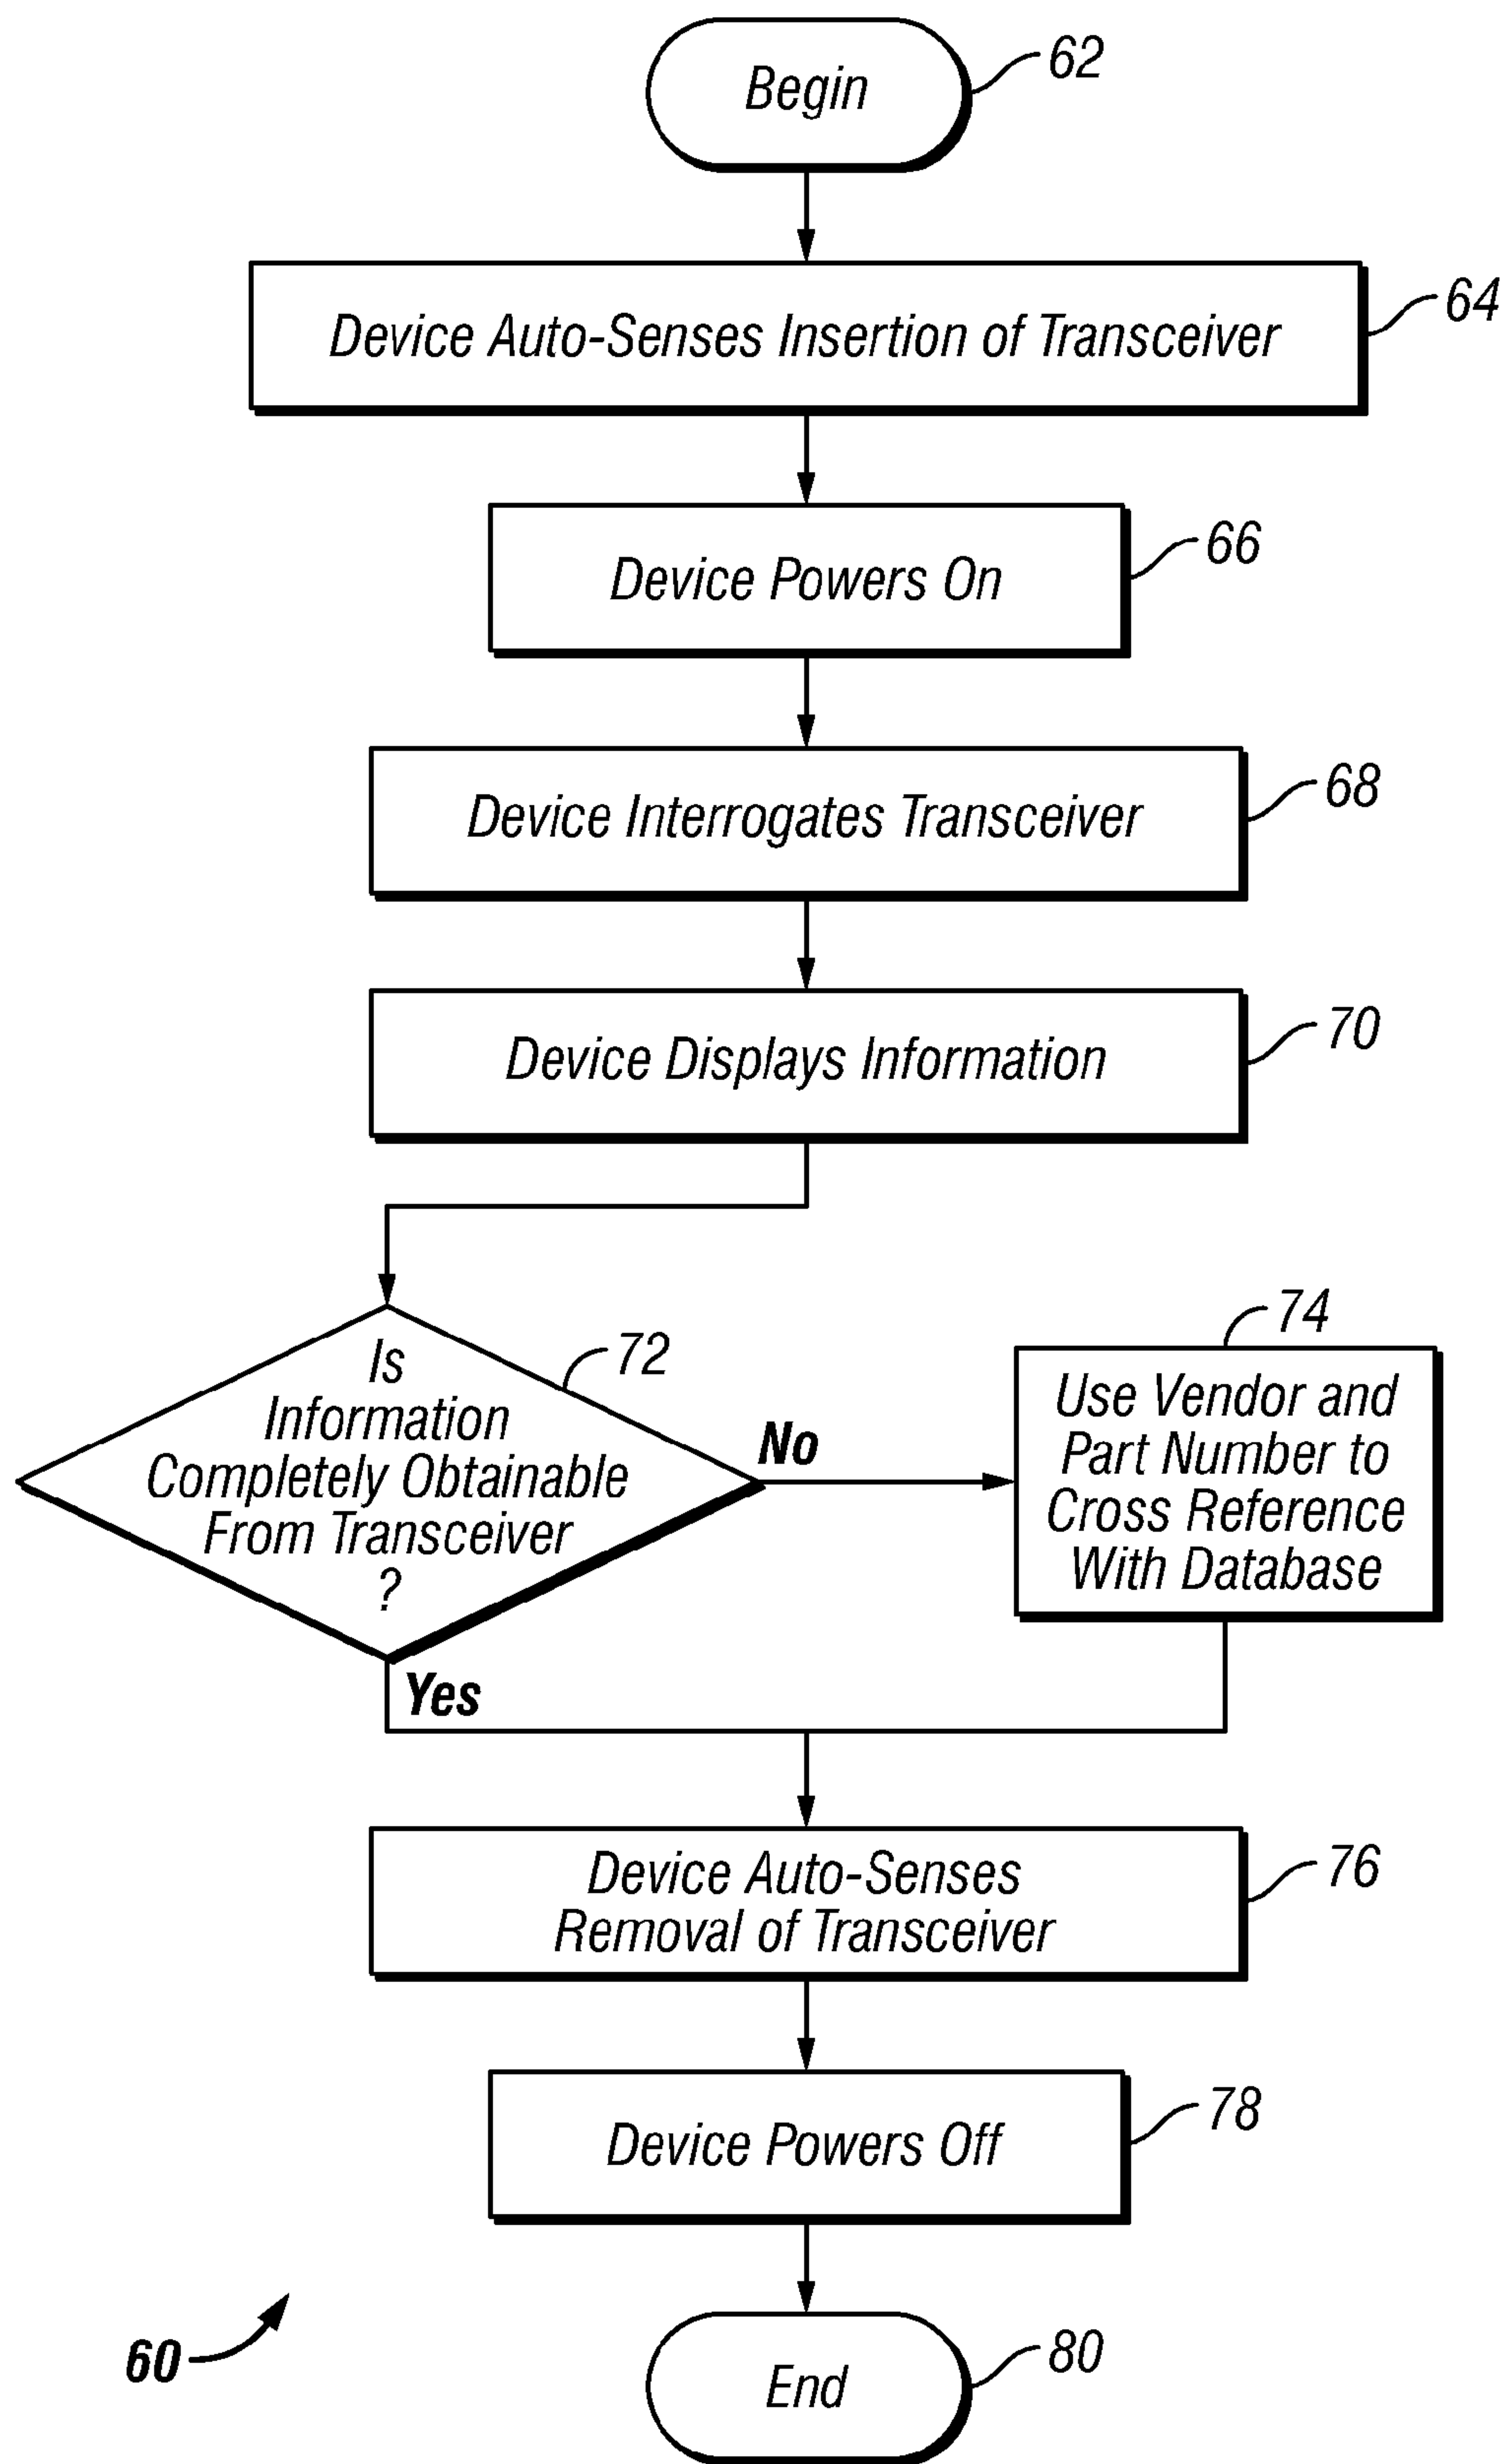 Begin
62
Device Auto-Senses Insertion of Transceiver
64
Device Powers On
66
Device Interrogates Transceiver
68
Device Displays Information
70
Is
Information
Completely Obtainable
From Transceiver
?
72
No
74
Use Vendor and
Part Number to
Cross Reference
With Database
Yes
Device Auto-Senses
Removal of Transceiver
76
Device Powers Off
78
60
End
80